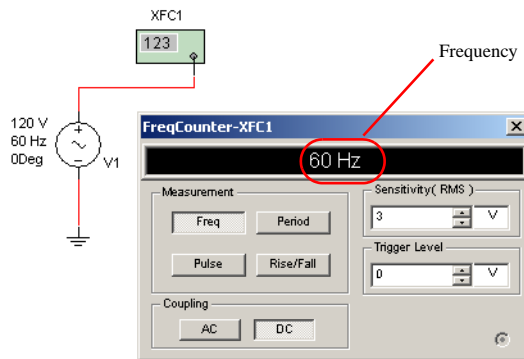 XFC1
123
Frequency
120 V
60 Hz
0Deg
V1
FreqCounter-XFC1
60 Hz
Measurement
Freq
Period
Pulse
Rise/Fall
Coupling
AC
DC
Sensitivity( RMS )
3
V
Trigger Level
0
V